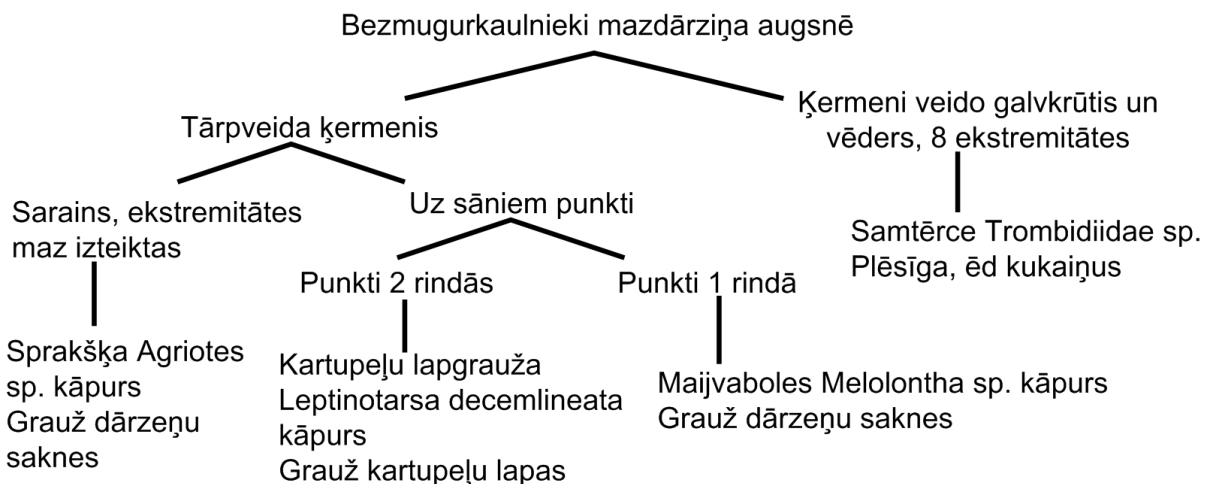 Bezmugurkaulnieki mazdārziņa augsnē
Tārpveida ķermenis
Ķermeni veido galvkrūtis un
vēders, 8 ekstremitātes
Sarains, ekstremitātes
maz izteiktas
Uz sāniem punkti
Samtērce Trombidiidae sp.
Plēsīga, ēd kukaiņus
Punkti 2 rindās
Punkti 1 rindā
Sprakšķa Agriotes
sp. kāpurs
Grauž dārzeņu
saknes
Kartupeļu lapgrauža
Leptinotarsa decemlineata
kāpurs
Grauž kartupeļu lapas
Maijvaboles Melolontha sp. kāpurs
Grauž dārzeņu saknes